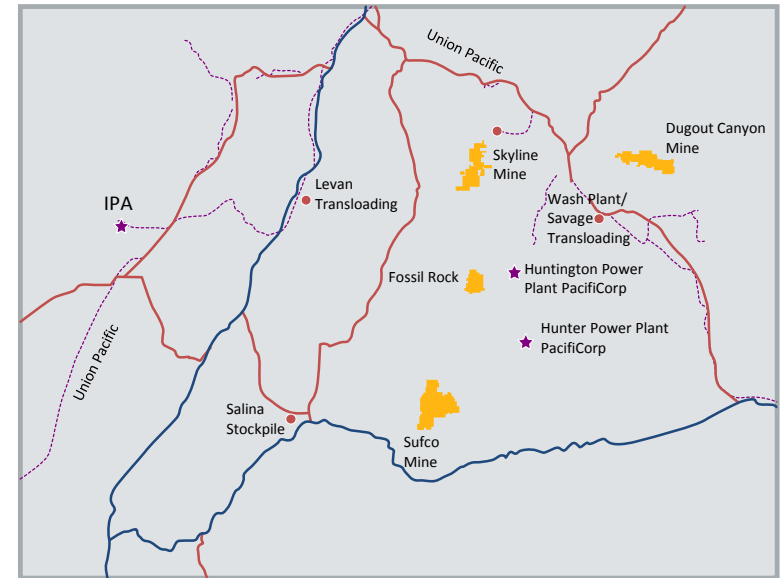 Union Pacific
Dugout Canyon
Mine
Skyline
Mine
Levan
Transloading
IPA
Wash Plant/
Savage
Transloading
Fossil Rock
Huntington Power
Plant PacifiCorp
Hunter Power Plant
PacifiCorp
Union Pacific
Salina
Stockpile
Sufco
Mine